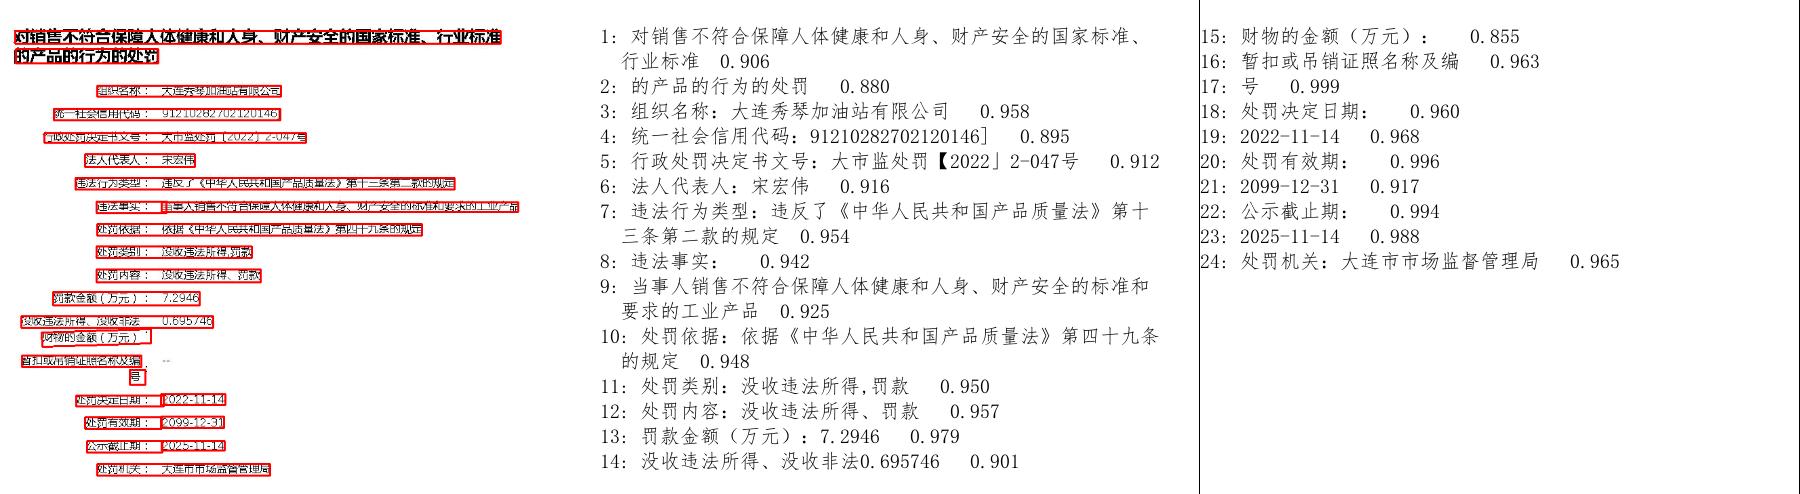 对销售不符合保障人体健康和人身、财产安全的国家标准、行业标准
的产品的行为的处罚
组织名称： 大连秀琴加油站有限公司
统一社会信用代码： 91210282702120146
行政处罚决定书文号： 大市监处罚〔2022〕2-047号
法人代表人： 宋宏伟
违法行为类型： 违反了《中华人民共和国产品质量法》第十三条第二款的规定
违法事实： 当事人销售不符合保障人体健康和人身、财产安全的标准和要求的工业产品
处罚依据： 依据《中华人民共和国产品质量法》第四十九条的规定
处罚类别： 没收违法所得,罚款
处罚内容： 没收违法所得、罚款
罚款金额（万元）： 7.2946
没收违法所得、没收非法 0.695746
财物的金额（万元）：
暂扣或吊销证照名称及编 --
号：
处罚决定日期： 2022-11-14
处罚有效期： 2099-12-31
公示截止期： 2025-11-14
处罚机关： 大连市市场监督管理局
1: 对销售不符合保障人体健康和人身、财产安全的国家标准、
行业标准 0.906
2: 的产品的行为的处罚 0.880
3: 组织名称：大连秀琴加油站有限公司 0.958
4: 统一社会信用代码：91210282702120146] 0.895
5: 行政处罚决定书文号：大市监处罚【2022」2-047号 0.912
6: 法人代表人：宋宏伟 0.916
7: 违法行为类型：违反了《中华人民共和国产品质量法》第十
三条第二款的规定 0.954
8: 违法事实： 0.942
9: 当事人销售不符合保障人体健康和人身、财产安全的标准和
要求的工业产品 0.925
10: 处罚依据：依据《中华人民共和国产品质量法》第四十九条
的规定 0.948
11: 处罚类别：没收违法所得,罚款 0.950
12: 处罚内容：没收违法所得、罚款 0.957
13: 罚款金额（万元）：7.2946 0.979
14: 没收违法所得、没收非法0.695746 0.901
15: 财物的金额（万元）： 0.855
16: 暂扣或吊销证照名称及编 0.963
17: 号 0.999
18: 处罚决定日期： 0.960
19: 2022-11-14 0.968
20: 处罚有效期： 0.996
21: 2099-12-31 0.917
22: 公示截止期： 0.994
23: 2025-11-14 0.988
24: 处罚机关：大连市市场监督管理局 0.965